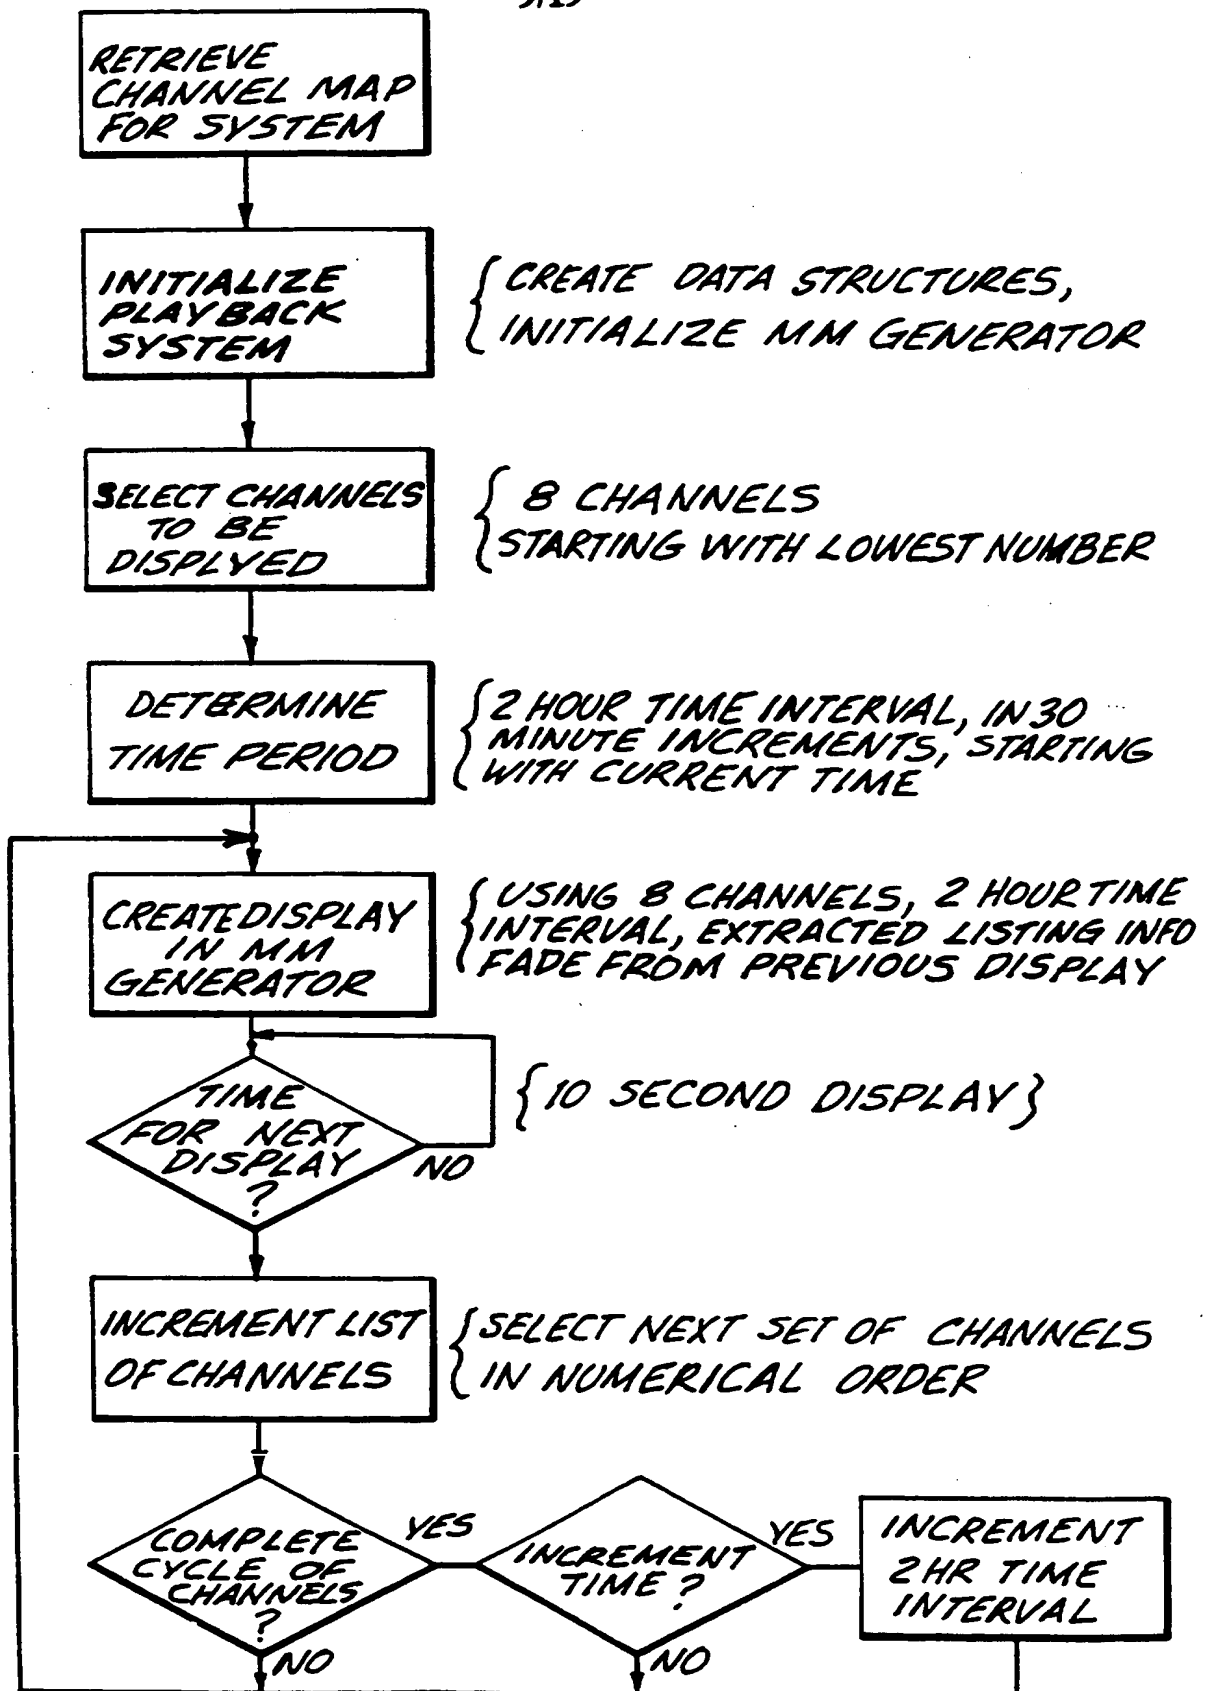 RETRIEVE
CHANNEL MAP
FOR SYSTEM
INITIALIZE
PLAYBACK
SYSTEM
{ CREATE DATA STRUCTURES,
INITIALIZE MM GENERATOR
SELECT CHANNELS
TO BE
DISPLYED
{ 8 CHANNELS
STARTING WITH LOWEST NUMBER
DETERMINE
TIME PERIOD
{ 2 HOUR TIME INTERVAL, IN 30
MINUTE INCREMENTS, STARTING
WITH CURRENT TIME
CREATE DISPLAY
IN MM
GENERATOR
{ USING 8 CHANNELS, 2 HOUR TIME
INTERVAL, EXTRACTED LISTING INFO
FADE FROM PREVIOUS DISPLAY
TIME
FOR NEXT
DISPLAY
?
NO
{ 10 SECOND DISPLAY }
INCREMENT LIST
OF CHANNELS
{ SELECT NEXT SET OF CHANNELS
IN NUMERICAL ORDER
COMPLETE
CYCLE OF
CHANNELS
?
YES
NO
INCREMENT
TIME ?
YES
NO
INCREMENT
2 HR TIME
INTERVAL